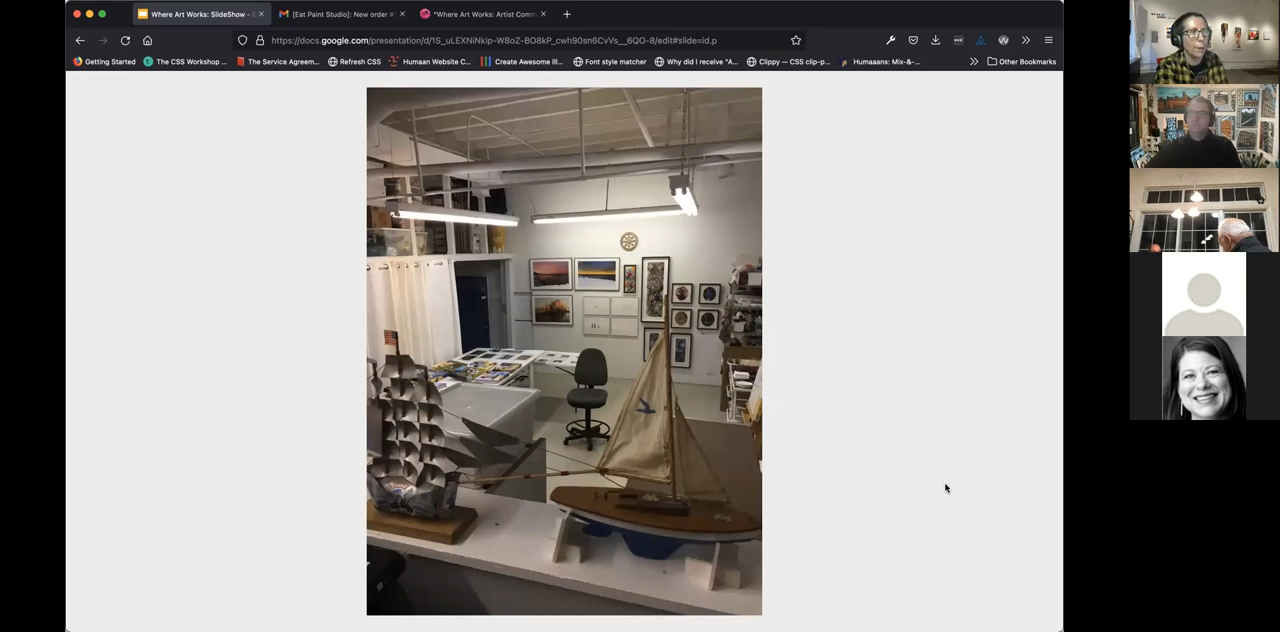 Where Art Works: SlideShow -
[Eat Paint Studio]: New order #
"Where Art Works: Artist Com
https://docs.google.com/presentation/d/1S_uLEXNiNkip-W8oZ-BO8kP_cwh90sn6CvVs__6QO-8/edit#slide=id.p
Getting Started
The CSS Workshop ...
The Service Agreem...
Refresh CSS
Humaan Website C...
Create Awesome Ill...
Font style matcher
Why did I receive "A...
Clippy — CSS clip-p...
Humaaans: Mix-&-...
Other Bookmarks